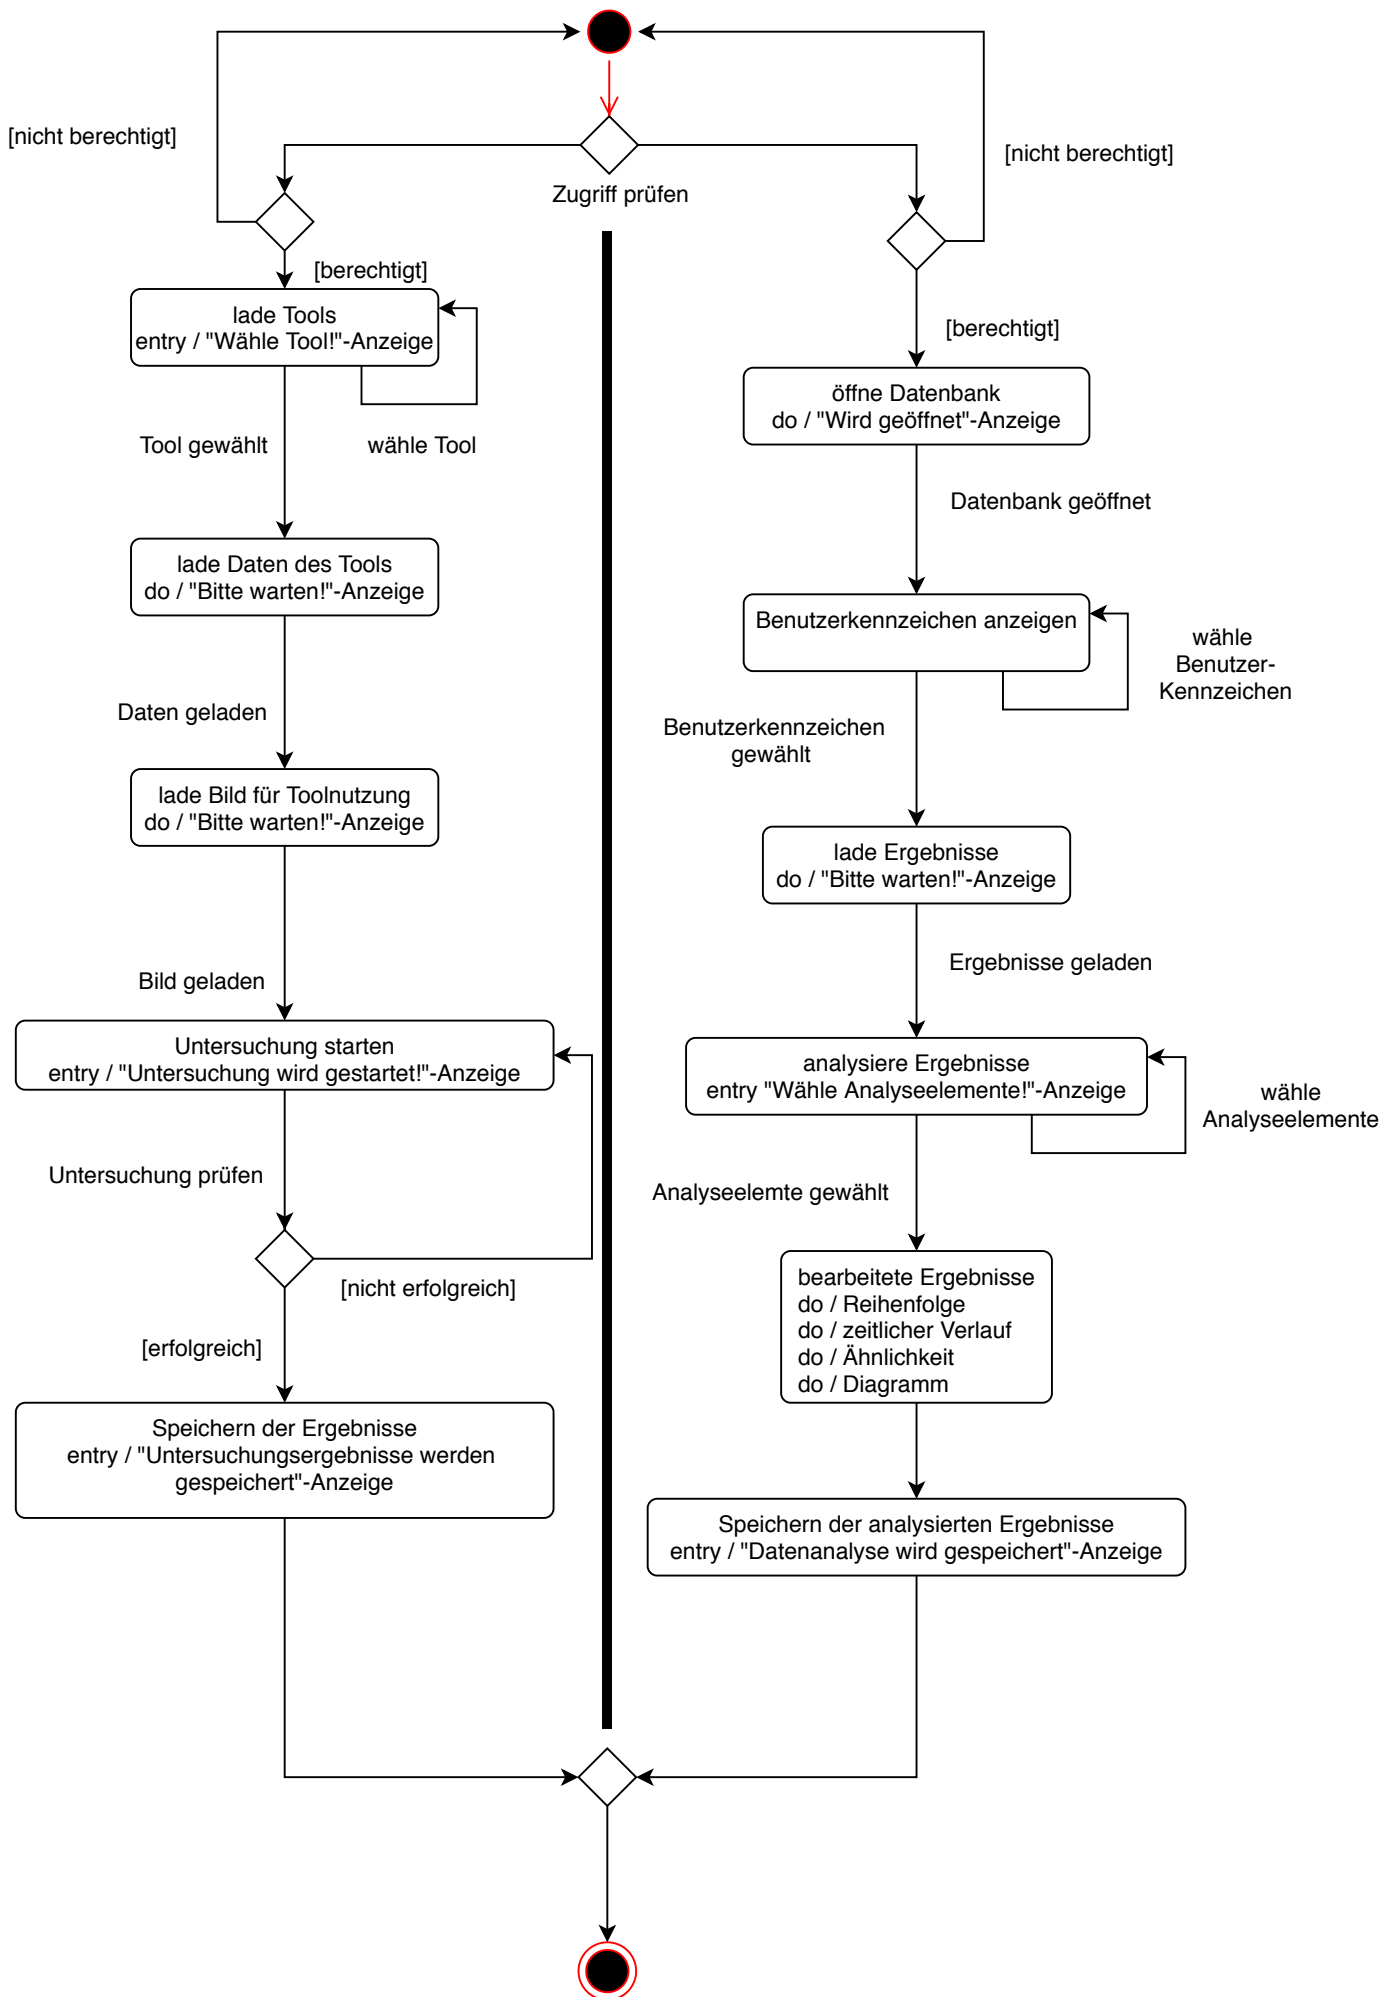 [nicht berechtigt]
[nicht berechtigt]
Zugriff prüfen
[berechtigt]
lade Tools
entry / "Wähle Tool!"-Anzeige
Tool gewählt
wähle Tool
lade Daten des Tools
do / "Bitte warten!"-Anzeige
Daten geladen
lade Bild für Toolnutzung
do / "Bitte warten!"-Anzeige
Bild geladen
Untersuchung starten
entry / "Untersuchung wird gestartet!"-Anzeige
Untersuchung prüfen
[nicht erfolgreich]
[erfolgreich]
Speichern der Ergebnisse
entry / "Untersuchungsergebnisse werden
gespeichert"-Anzeige
[berechtigt]
öffne Datenbank
do / "Wird geöffnet"-Anzeige
Datenbank geöffnet
Benutzerkennzeichen anzeigen
wähle
Benutzer-
Kennzeichen
Benutzerkennzeichen
gewählt
lade Ergebnisse
do / "Bitte warten!"-Anzeige
Ergebnisse geladen
analysiere Ergebnisse
entry "Wähle Analyseelemente!"-Anzeige
wähle
Analyseelemente
Analyseelemte gewählt
bearbeitete Ergebnisse
do / Reihenfolge
do / zeitlicher Verlauf
do / Ähnlichkeit
do / Diagramm
Speichern der analysierten Ergebnisse
entry / "Datenanalyse wird gespeichert"-Anzeige